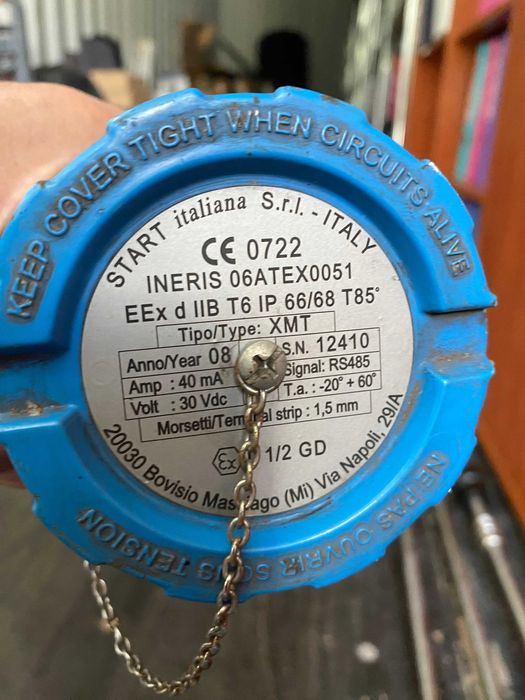 KEEP COVER TIGHT WHEN CIRCUITS ALIVE
START italiana S.r.l. - ITALY
CE 0722
INERIS 06ATEX0051
EEx d IIB T6 IP 66/68 T85°
Tipo/Type: XMT
Anno/Year 08 S.N. 12410
Amp : 40 mA Signal: RS485
Volt : 30 Vdc T.a. : -20° + 60°
Morsetti/Terminal strip : 1,5 mm
Ex 1/2 GD
20030 Bovisio (Mi) Via Napoli, 29/A
NE PAS OUVRIR SOUS TENSION